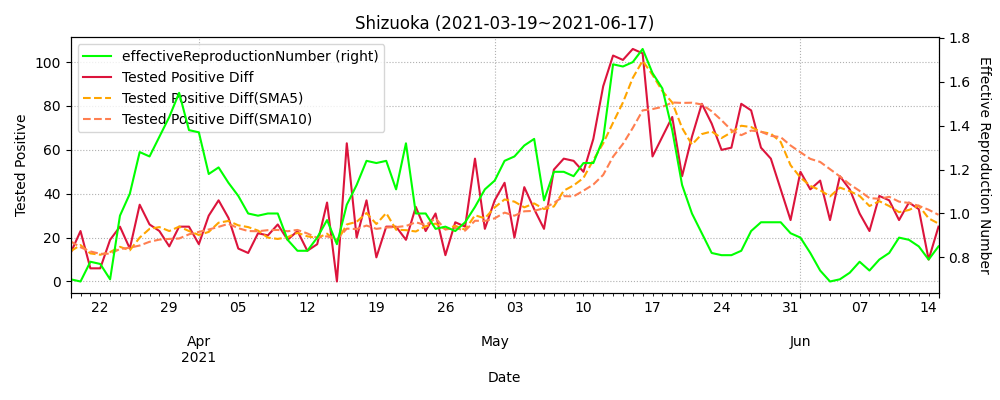 Shizuoka (2021-03-19~2021-06-17)
effectiveReproductionNumber (right)
Tested Positive Diff
Tested Positive Diff(SMA5)
Tested Positive Diff(SMA10)
Tested Positive
100
80
60
40
20
0
1.8
1.6
1.4
1.2
1.0
0.8
Effective Reproduction Number
22 29 05 12 19 26 03 10 17 24 31 07 14
Apr May Jun
2021
Date